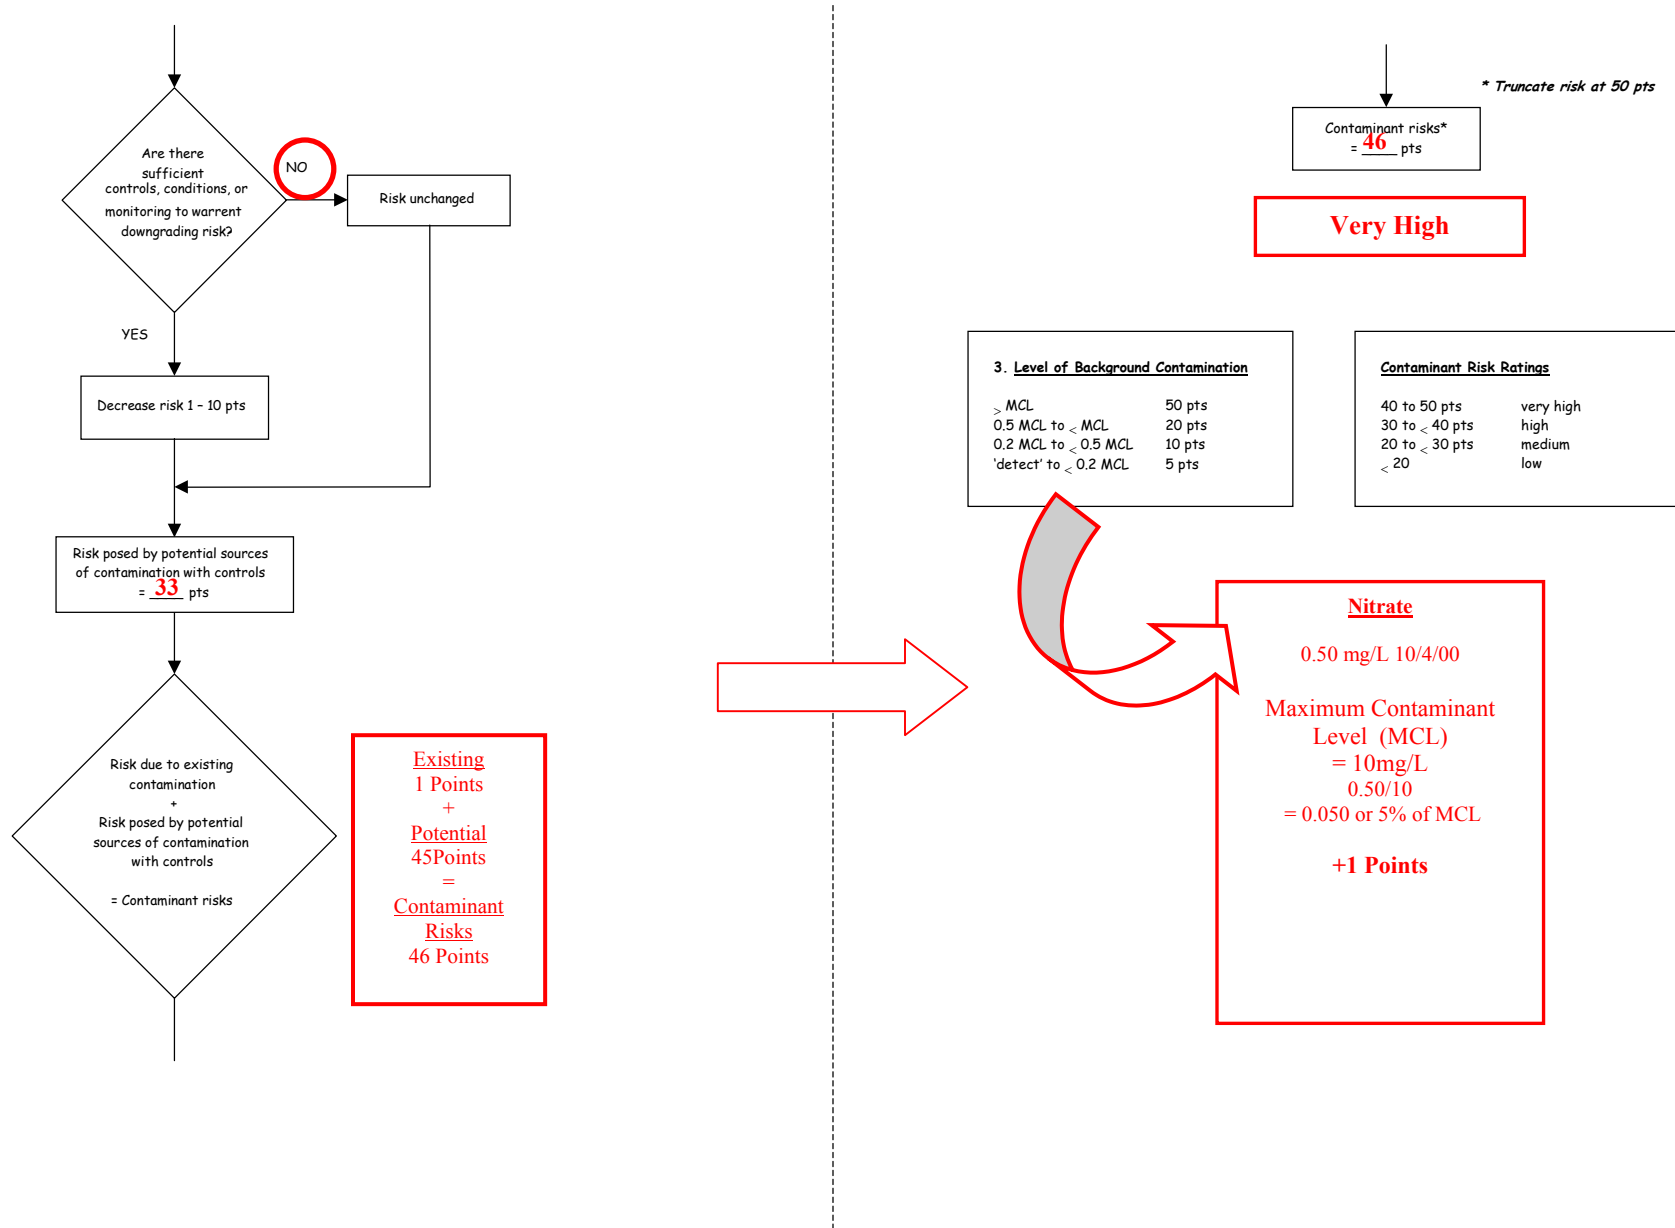 Are there
sufficient
controls, conditions, or
monitoring to warrent
downgrading risk?
NO
Risk unchanged
YES
Decrease risk 1 – 10 pts
Risk posed by potential sources
of contamination with controls
= 33 pts
Risk due to existing
contamination
+
Risk posed by potential
sources of contamination
with controls
= Contaminant risks
Existing
1 Points
+
Potential
45Points
=
Contaminant
Risks
46 Points
* Truncate risk at 50 pts
Contaminant risks*
= 46 pts
Very High
3. Level of Background Contamination
> MCL 50 pts
0.5 MCL to < MCL 20 pts
0.2 MCL to < 0.5 MCL 10 pts
'detect' to < 0.2 MCL 5 pts
Contaminant Risk Ratings
40 to 50 pts very high
30 to < 40 pts high
20 to < 30 pts medium
< 20 low
Nitrate
0.50 mg/L 10/4/00
Maximum Contaminant
Level (MCL)
= 10mg/L
0.50/10
= 0.050 or 5% of MCL
+1 Points